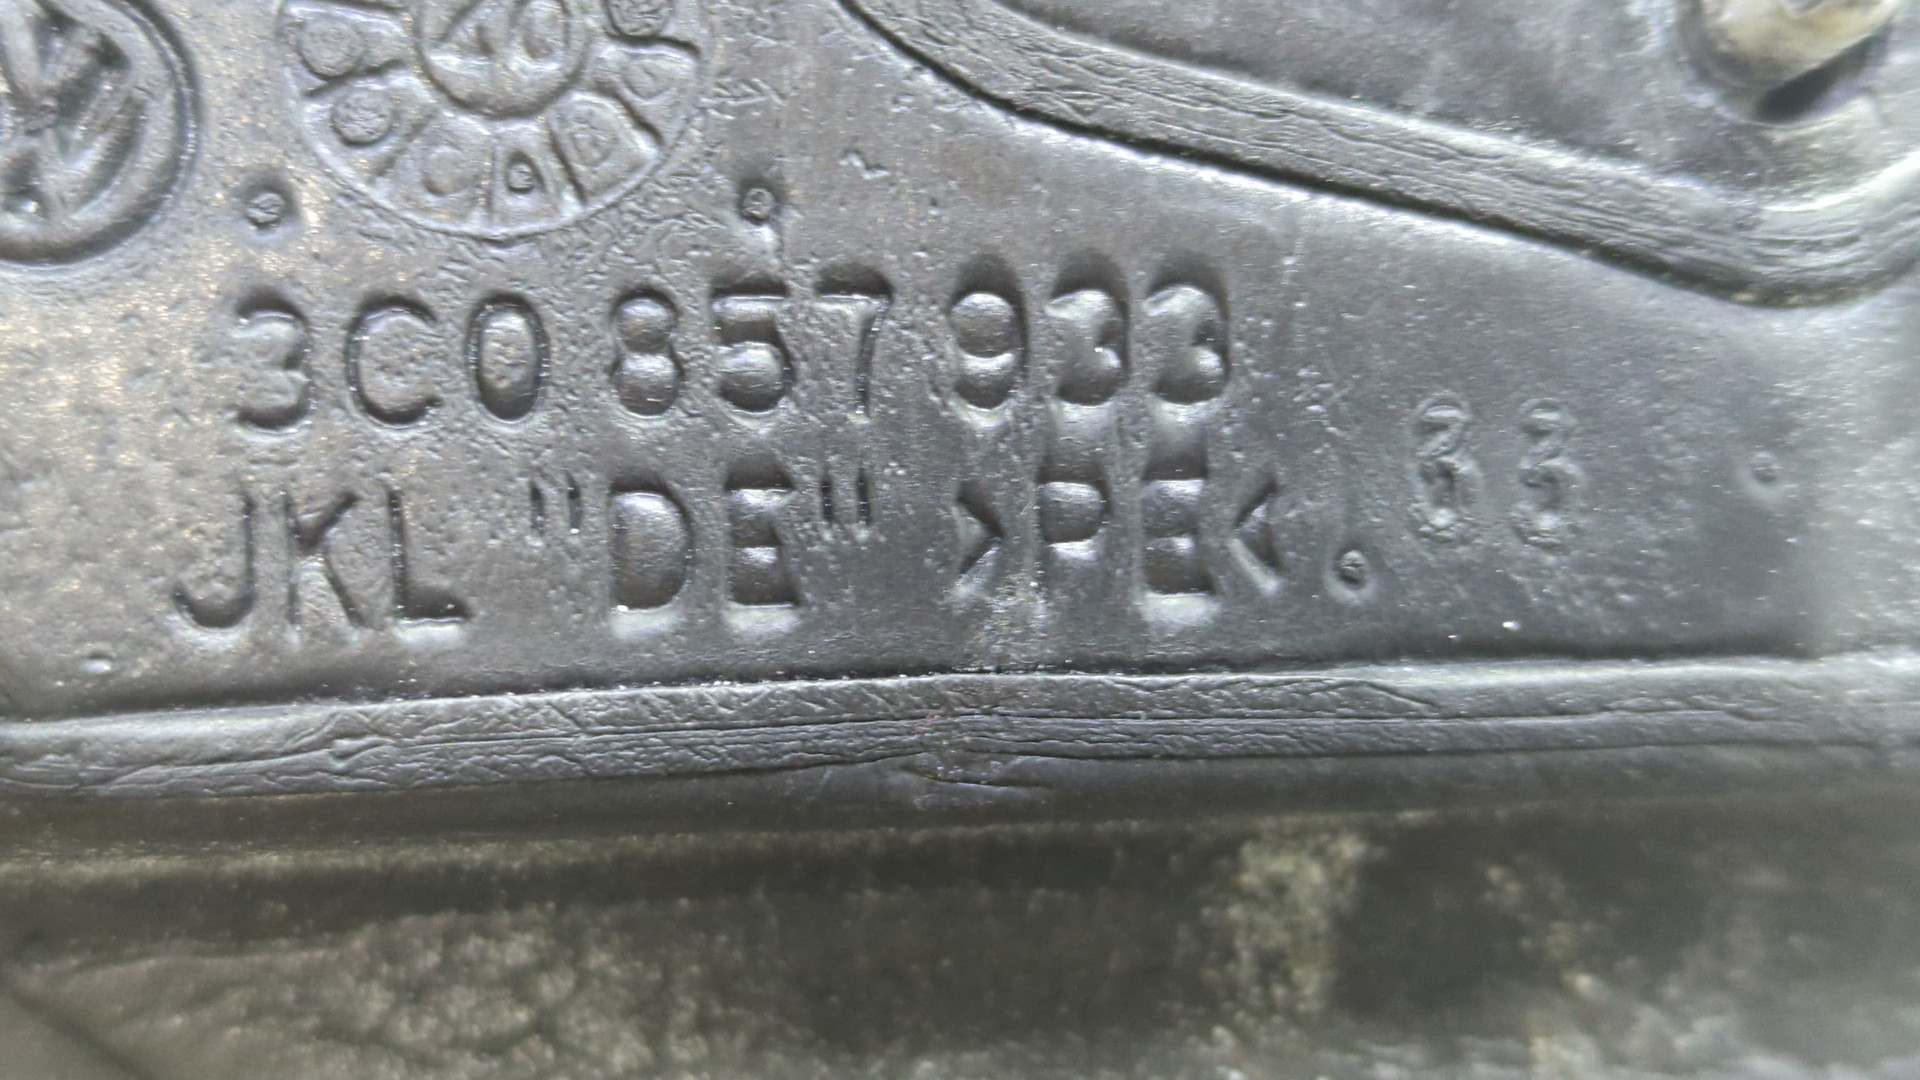 3C0 857 933
JKL "DE" >PE<